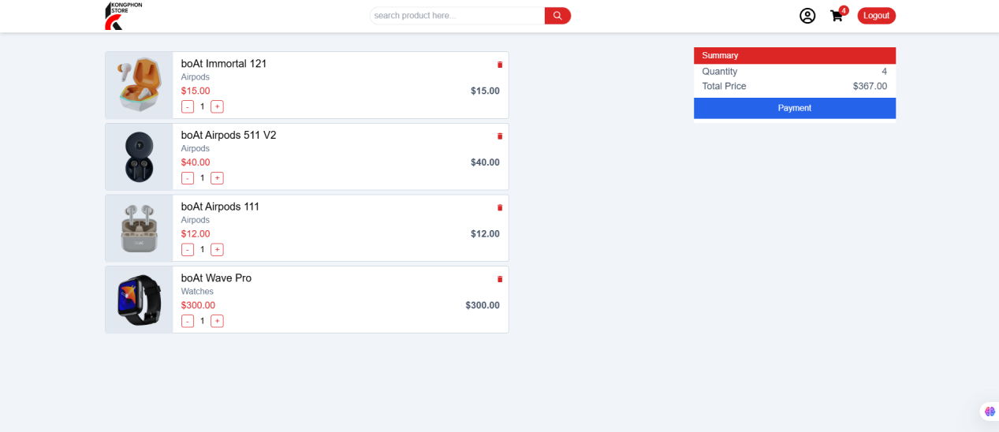 KONGPHON
STORE
search product here...
4
Logout
boAt Immortal 121
Airpods
$15.00
$15.00
- 1 +
boAt Airpods 511 V2
Airpods
$40.00
$40.00
- 1 +
boAt Airpods 111
Airpods
$12.00
$12.00
- 1 +
boAt Wave Pro
Watches
$300.00
$300.00
- 1 +
Summary
Quantity 4
Total Price $367.00
Payment